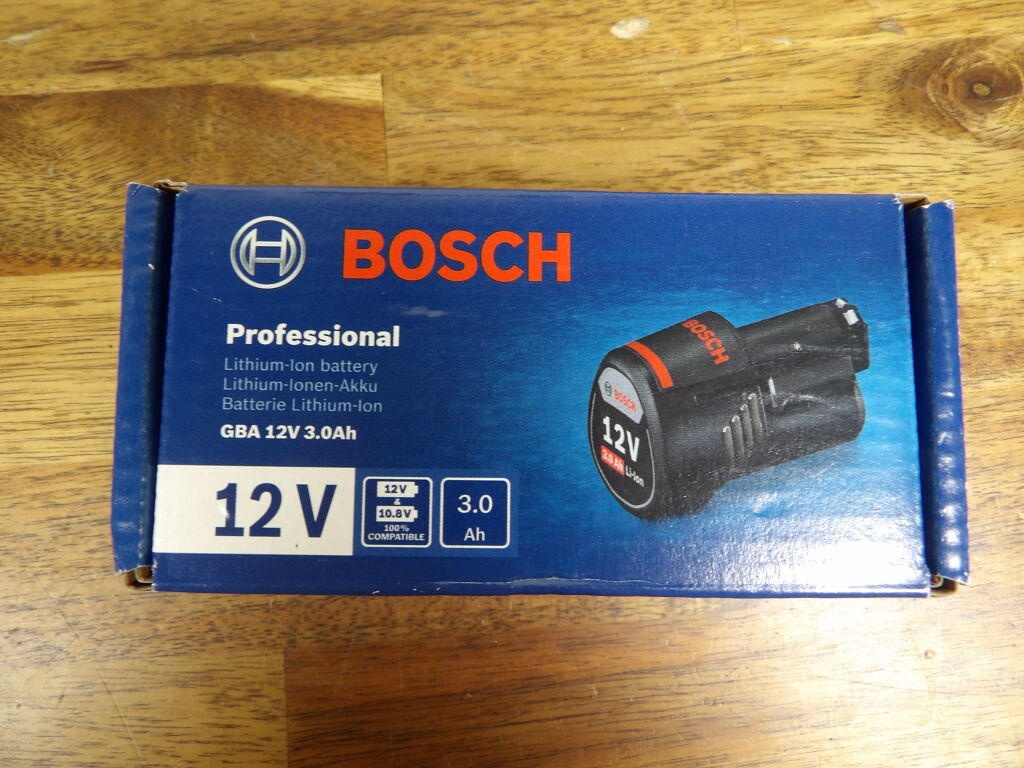 BOSCH
Professional
Lithium-Ion battery
Lithium-Ionen-Akku
Batterie Lithium-Ion
GBA 12V 3.0Ah
12 V
12V
&
10.8V
100%
COMPATIBLE
3.0
Ah
BOSCH
BOSCH
12V
3.0 Ah Li-Ion